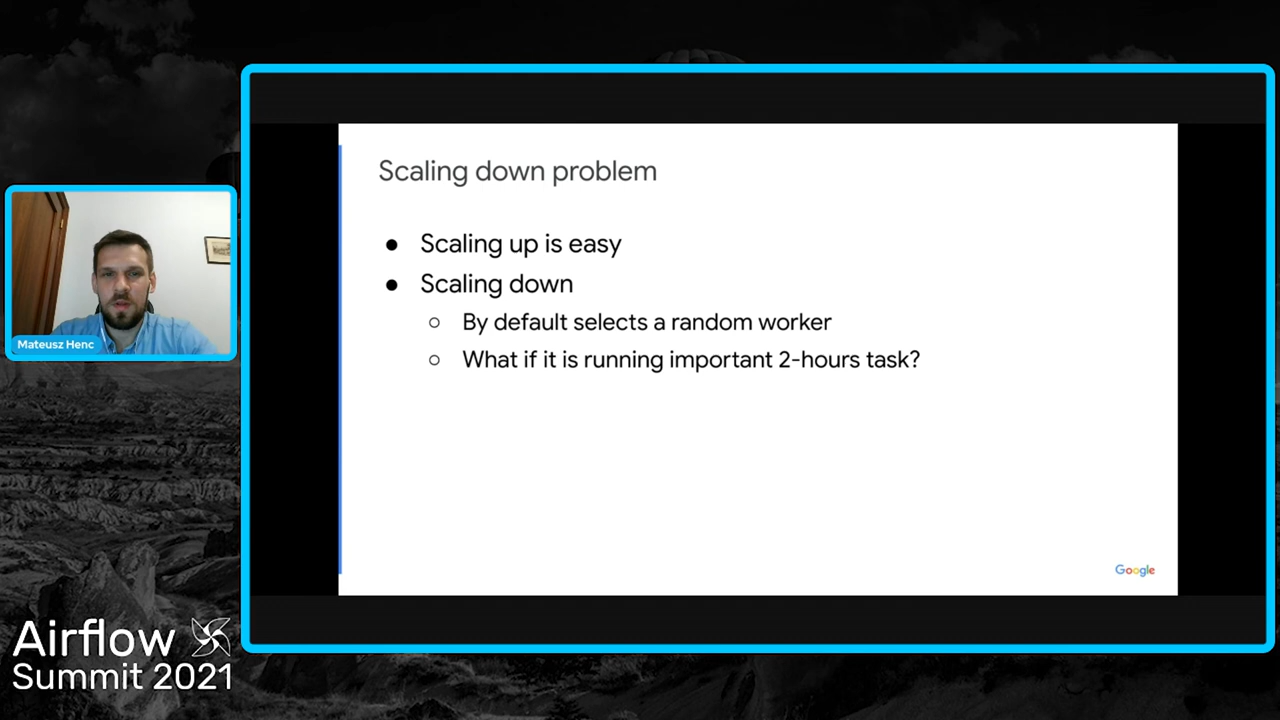 Scaling down problem
● Scaling up is easy
● Scaling down
○ By default selects a random worker
○ What if it is running important 2-hours task?
Google
Mateusz Henc
Airflow
Summit 2021